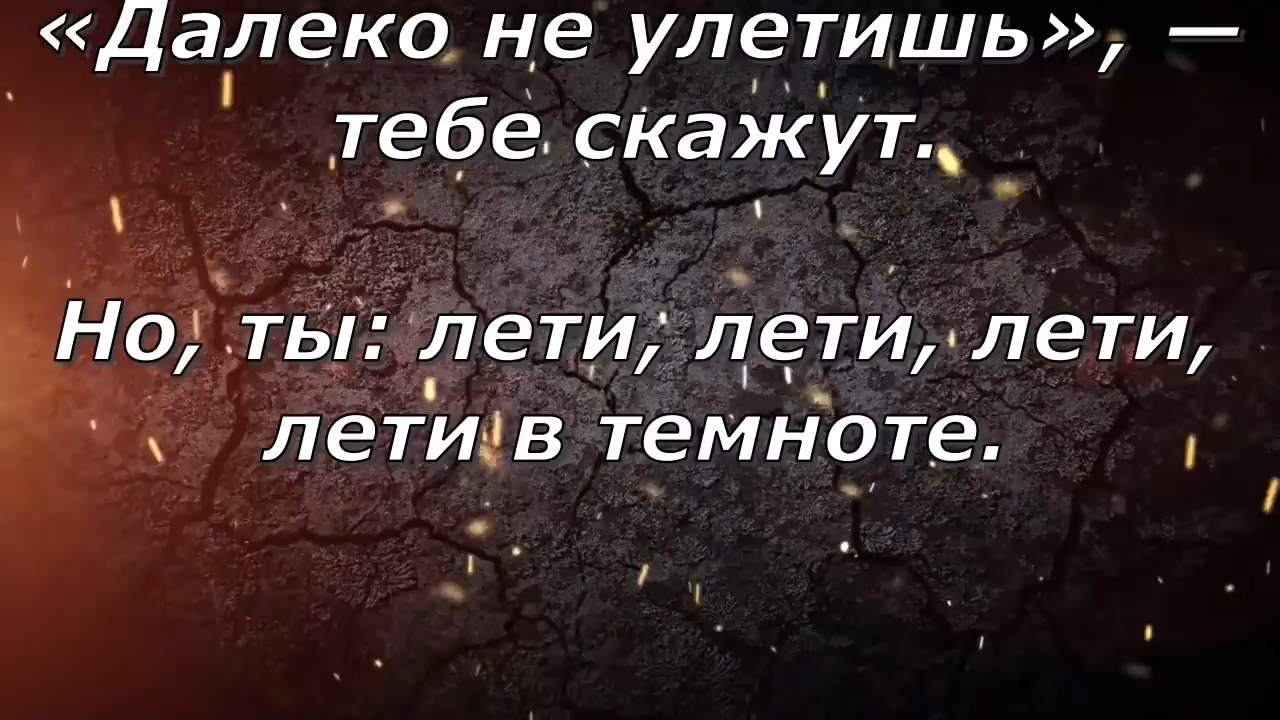 «Далеко не улетишь», —
тебе скажут.
Но, ты: лети, лети, лети,
лети в темноте.